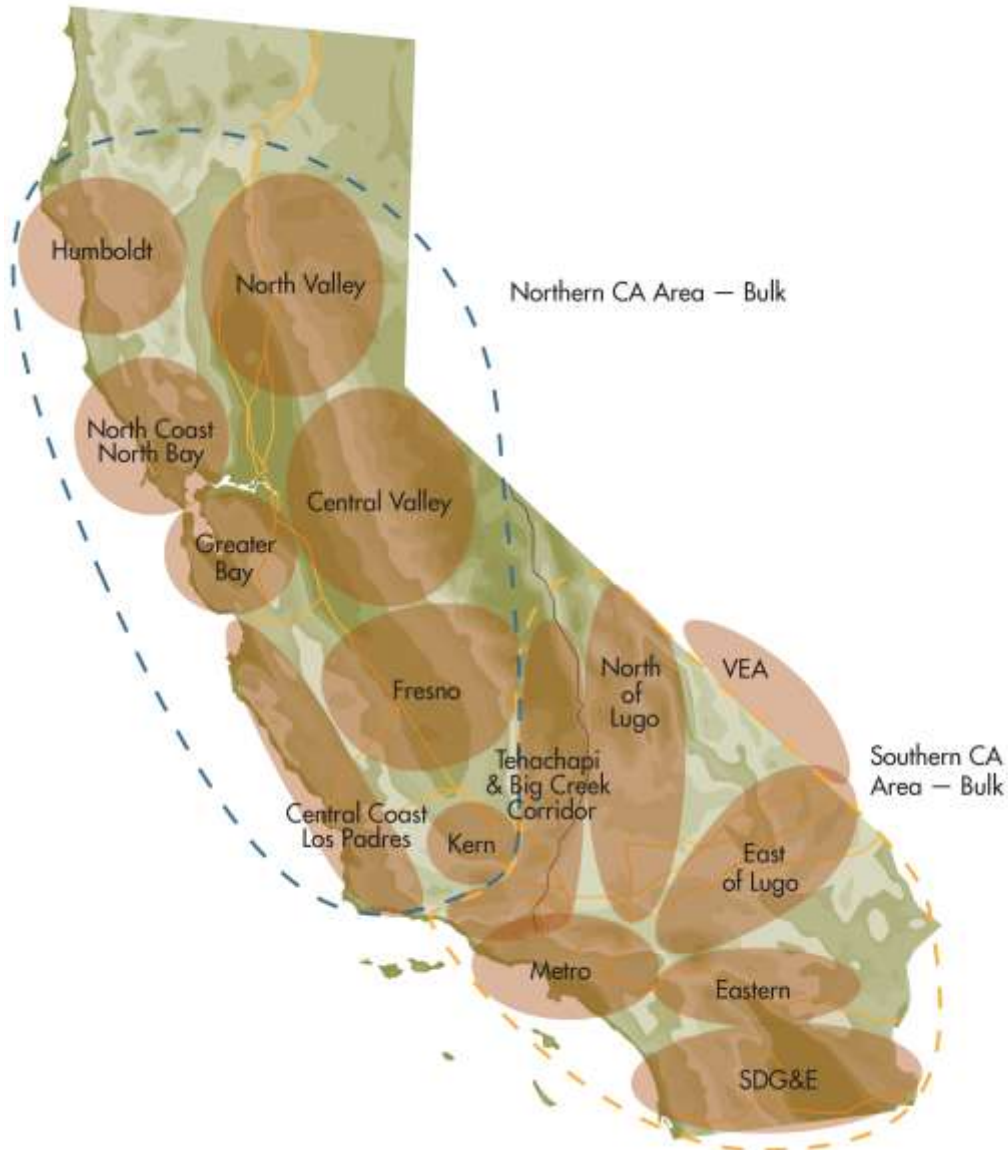 Humboldt
North Valley
Northern CA Area — Bulk
North Coast
North Bay
Central Valley
Greater
Bay
Fresno
North
of
Lugo
VEA
Southern CA
Area — Bulk
Tehachapi
& Big Creek
Corridor
Central Coast
Los Padres
Kern
East
of Lugo
Metro
Eastern
SDG&E